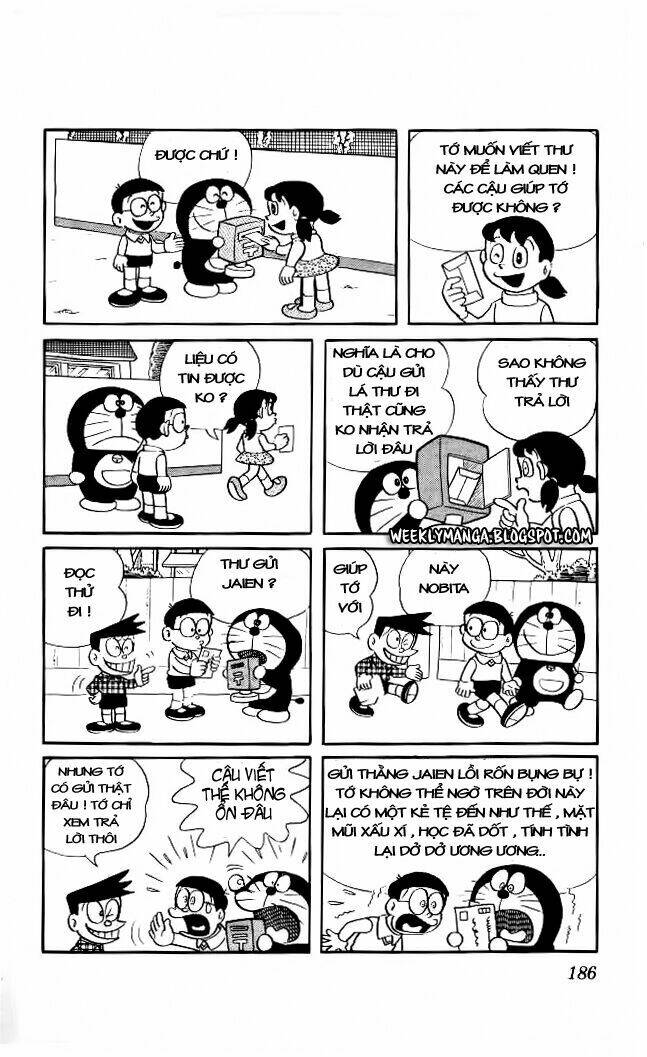 TỚ MUỐN VIẾT THƯ
NÀY ĐỂ LÀM QUEN !
CÁC CẬU GIÚP TỚ
ĐƯỢC KHÔNG ?
ĐƯỢC CHỨ !
SAO KHÔNG
THẤY THƯ
TRẢ LỜI
NGHĨA LÀ CHO
DÙ CẬU GỬI
LÁ THƯ ĐI
THẬT CŨNG
KO NHẬN TRẢ
LỜI ĐÂU
WEEKLYMANGA.BLOGSPOT.COM
LIỆU CÓ
TIN ĐƯỢC
KO ?
NÀY
NOBITA
GIÚP
TỚ
VỚI
THƯ GỬI
JAIEN ?
ĐỌC
THỬ
ĐI !
GỬI THẰNG JAIEN LỒI RỐN BỤNG BỰ !
TỚ KHÔNG THỂ NGỜ TRÊN ĐỜI NÀY
LẠI CÓ MỘT KẺ TỆ ĐẾN NHƯ THẾ , MẶT
MŨI XẤU XÍ , HỌC ĐÃ DỐT , TÍNH TÌNH
LẠI DỞ DỞ ƯƠNG ƯƠNG..
CẬU VIẾT
THẾ KHÔNG
ỔN ĐÂU
NHƯNG TỚ
CÓ GỬI THẬT
ĐÂU ! TỚ CHỈ
XEM TRẢ
LỜI THÔI
186